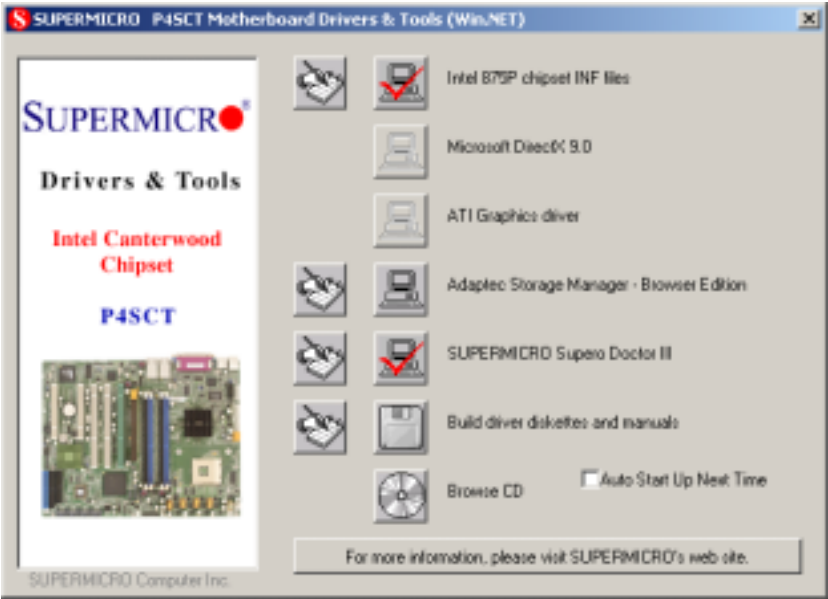 SUPERMICRO P4SCT Motherboard Drivers & Tools (Win.NET)
SUPERMICRO®
Drivers & Tools
Intel Canterwood
Chipset
P4SCT
SUPERMICRO Computer Inc.
Intel 875P chipset INF files
Microsoft DirectX 9.0
ATI Graphics driver
Adaptec Storage Manager - Browser Edition
SUPERMICRO Supero Doctor III
Build driver diskettes and manuals
Browse CD
Auto Start Up Next Time
For more information, please visit SUPERMICRO's web site.